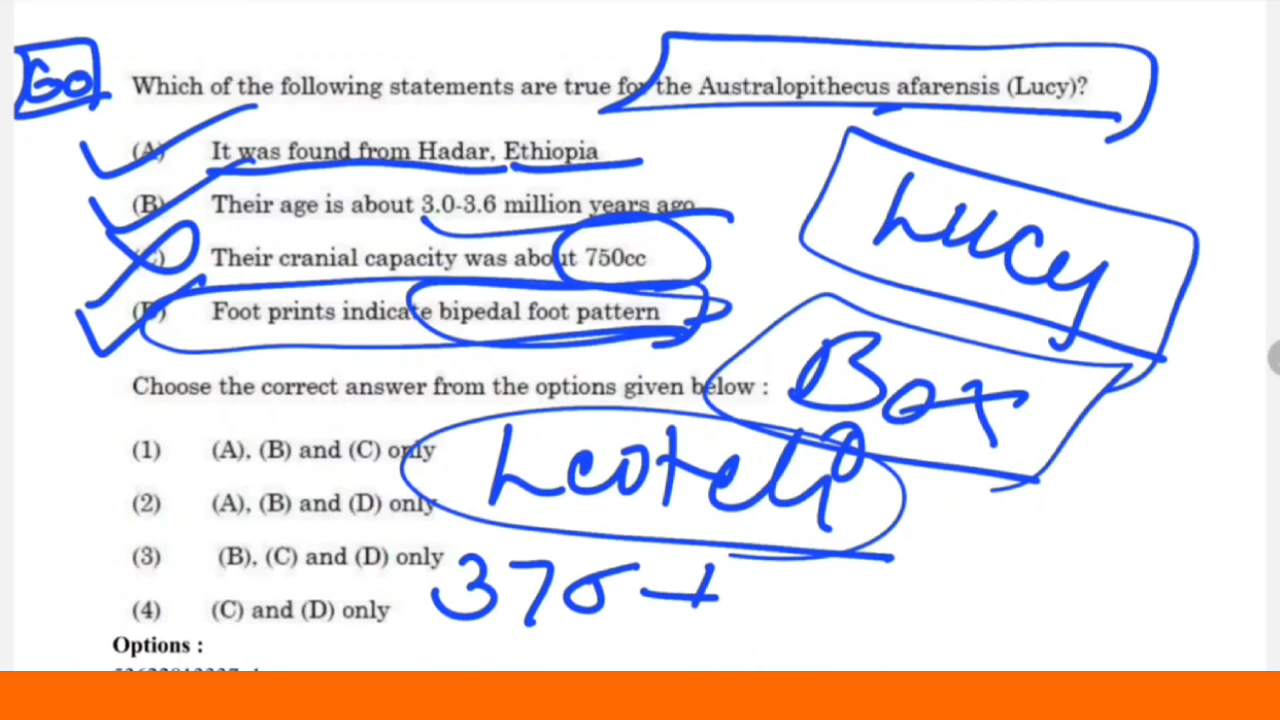 60 Which of the following statements are true for the Australopithecus afarensis (Lucy)?
(A) It was found from Hadar, Ethiopia
(B) Their age is about 3.0-3.6 million years ago
(C) Their cranial capacity was about 750cc
(D) Foot prints indicate bipedal foot pattern
Lucy
Box
Choose the correct answer from the options given below :
(1) (A), (B) and (C) only
(2) (A), (B) and (D) only
(3) (B), (C) and (D) only
(4) (C) and (D) only
Options :